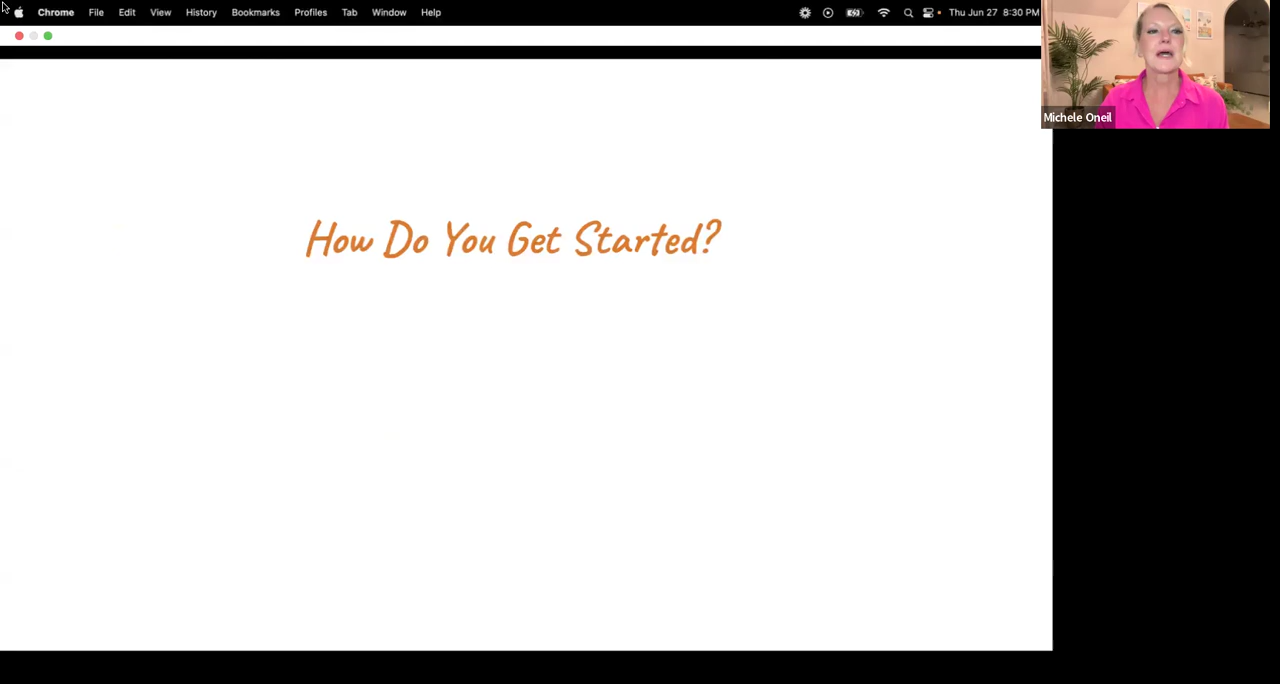 Chrome File Edit View History Bookmarks Profiles Tab Window Help Thu Jun 27 8:30 PM
Michele Oneil
How Do You Get Started?